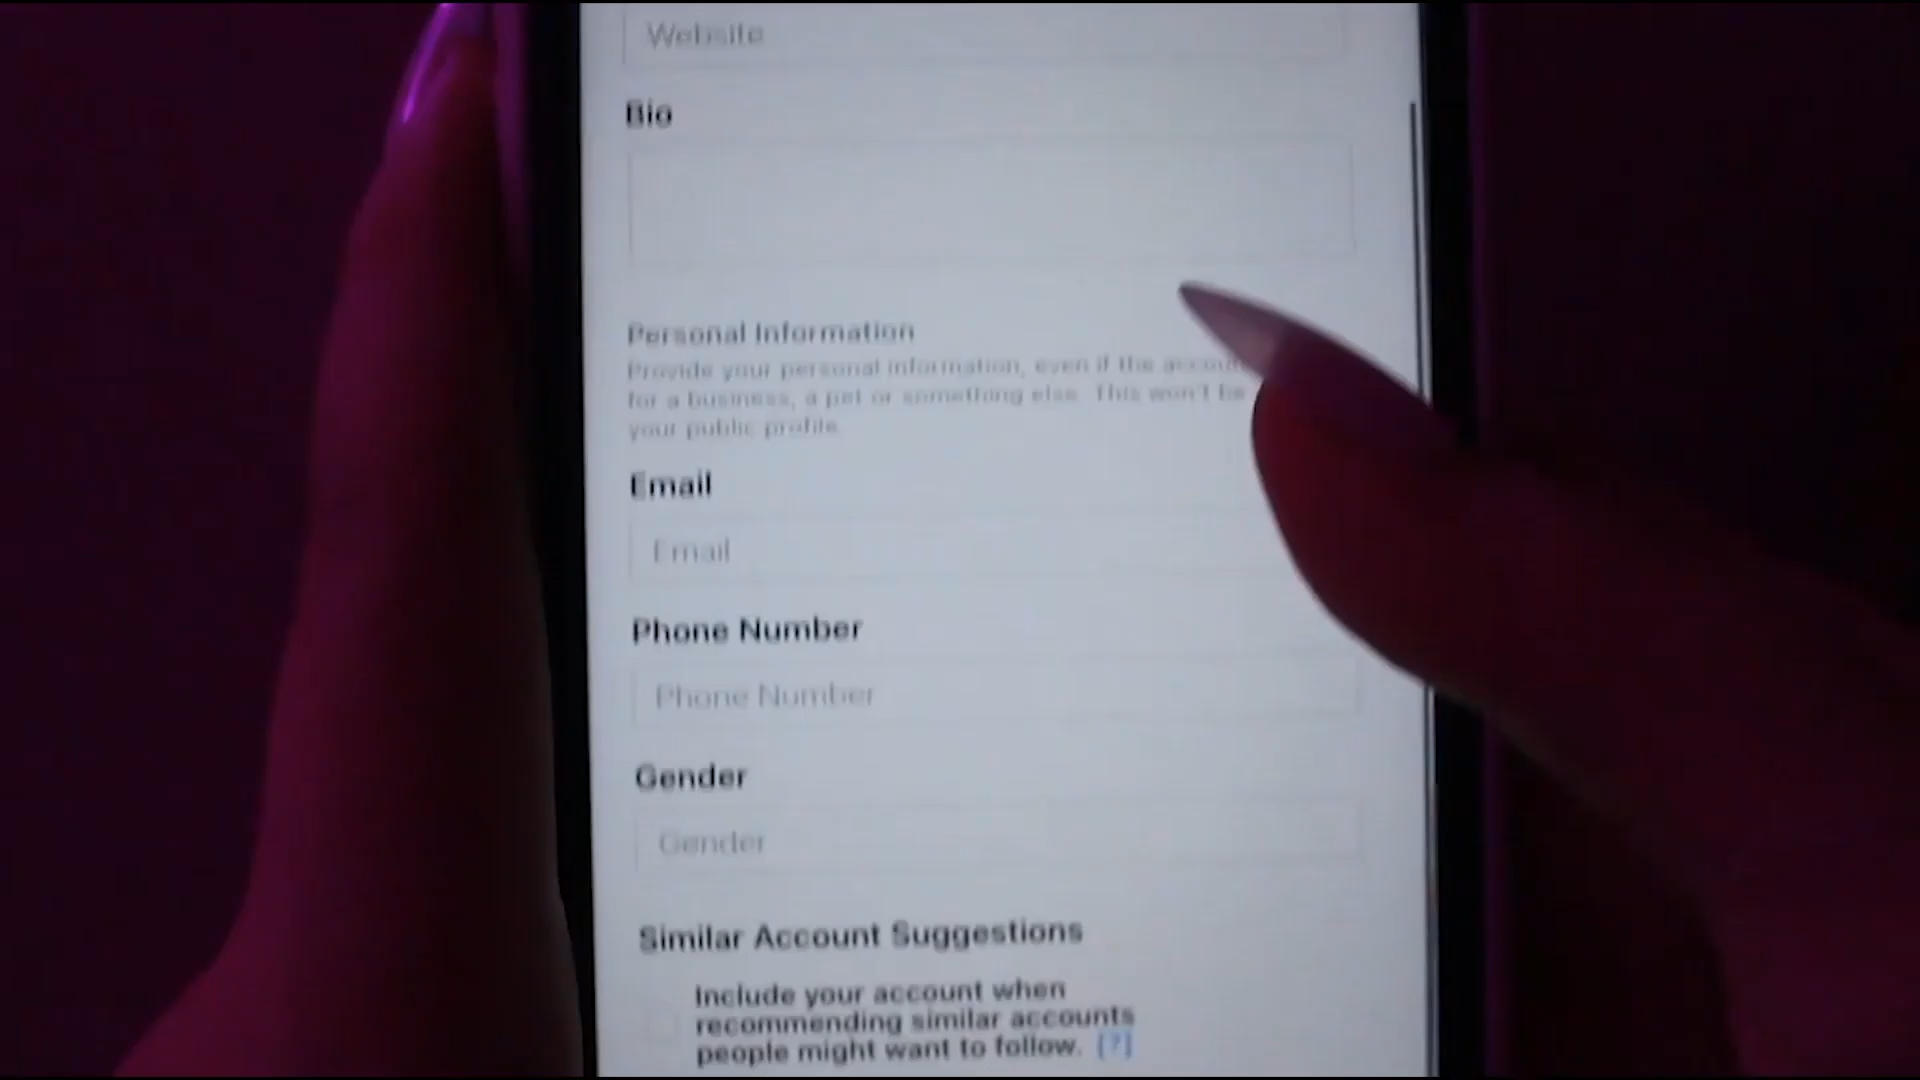 Website
Bio
Personal Information
Provide your personal information, even if the
for a business, a pet or something else. This won't be
your public profile.
Email
Email
Phone Number
Phone Number
Gender
Gender
Similar Account Suggestions
Include your account when
recommending similar accounts
people might want to follow. [?]